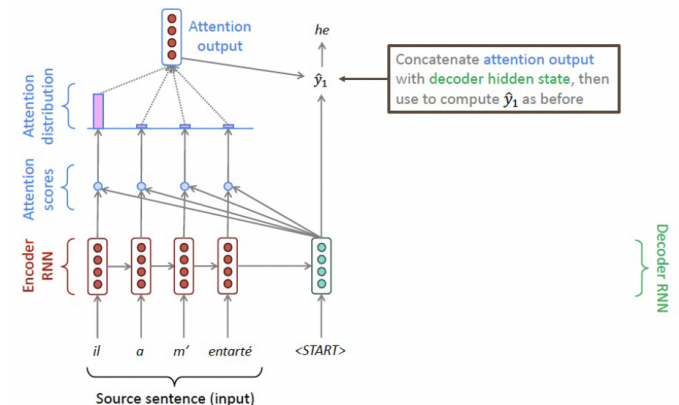 Attention
output
he
ŷ₁
Concatenate attention output
with decoder hidden state, then
use to compute ŷ₁ as before
Attention
distribution
Attention
scores
Encoder
RNN
Decoder RNN
il a m' entarté <START>
Source sentence (input)